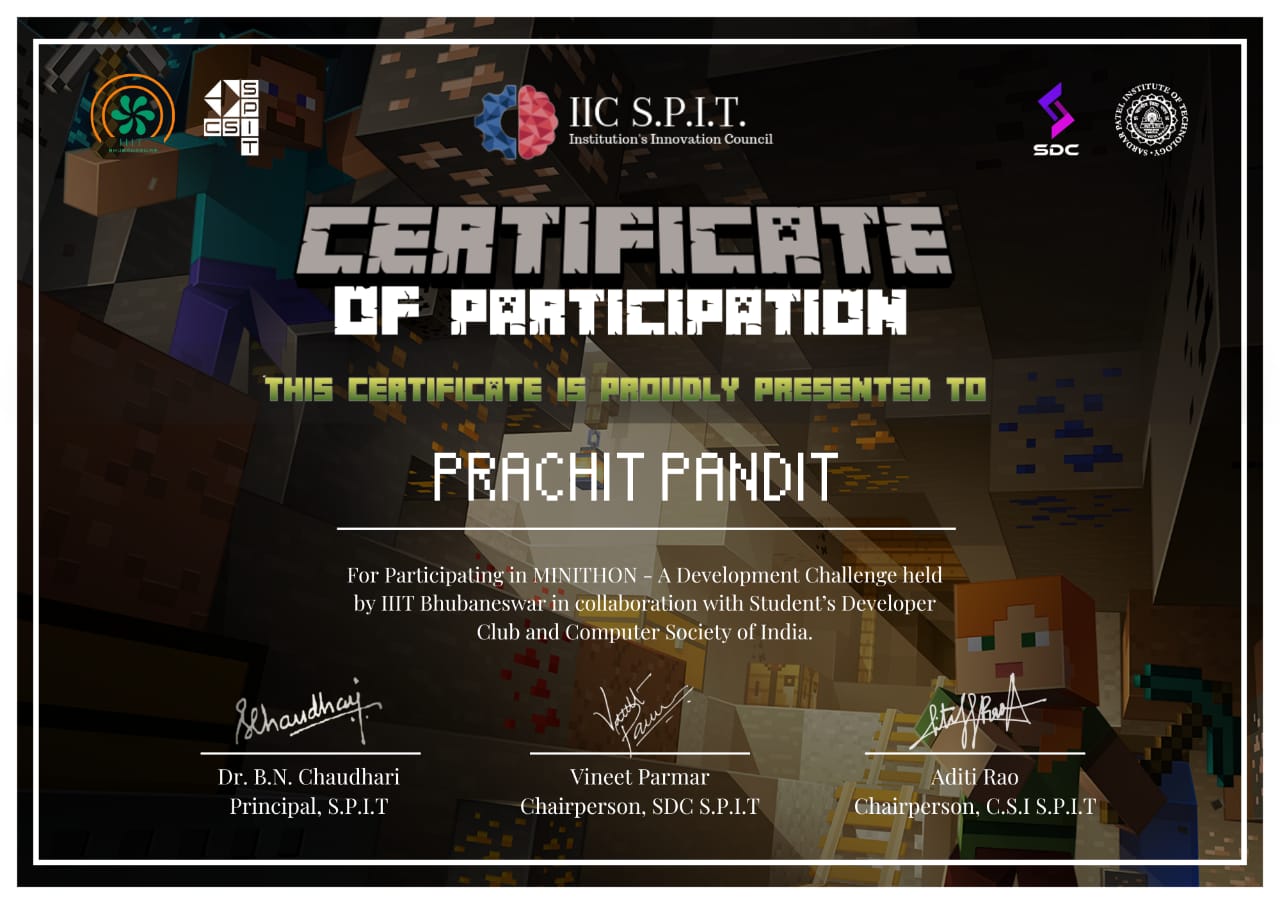 IIIT
BHUBANESWAR
CSI
SPIT
IIC S.P.I.T.
Institution's Innovation Council
SDC
SARDAR PATEL INSTITUTE OF TECHNOLOGY
CERTIFICATE
OF PARTICIPATION
THIS CERTIFICATE IS PROUDLY PRESENTED TO
PRACHIT PANDIT
For Participating in MINITHON - A Development Challenge held
by IIIT Bhubaneswar in collaboration with Student’s Developer
Club and Computer Society of India.
Dr. B.N. Chaudhari
Principal, S.P.I.T
Vineet Parmar
Chairperson, SDC S.P.I.T
Aditi Rao
Chairperson, C.S.I S.P.I.T